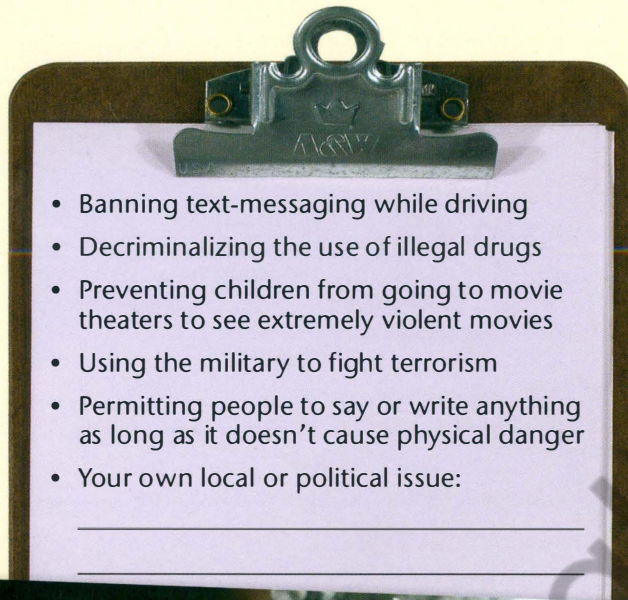 U.S.A.
• Banning text-messaging while driving
• Decriminalizing the use of illegal drugs
• Preventing children from going to movie
theaters to see extremely violent movies
• Using the military to fight terrorism
• Permitting people to say or write anything
as long as it doesn't cause physical danger
• Your own local or political issue: